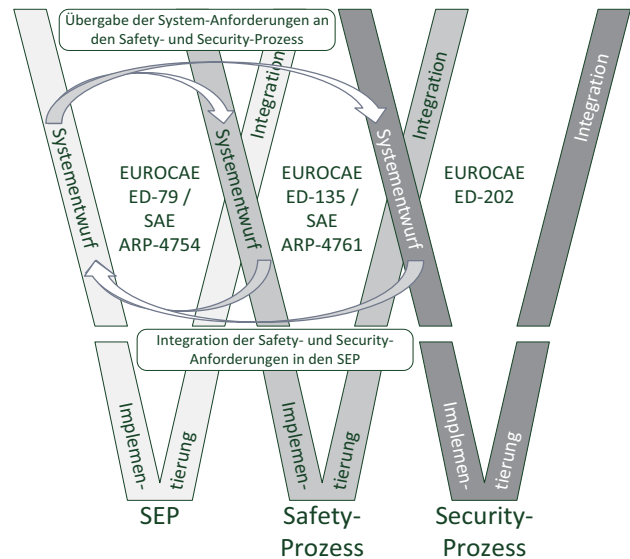 Übergabe der System-Anforderungen an
den Safety- und Security-Prozess
Systementwurf
EUROCAE
ED-79 /
SAE
ARP-4754
Integration
Systementwurf
EUROCAE
ED-135 /
SAE
ARP-4761
Integration
Systementwurf
EUROCAE
ED-202
Integration
Integration der Safety- und Security-
Anforderungen in den SEP
Implemen-
tierung
Implemen-
tierung
Implemen-
tierung
SEP
Safety-
Prozess
Security-
Prozess